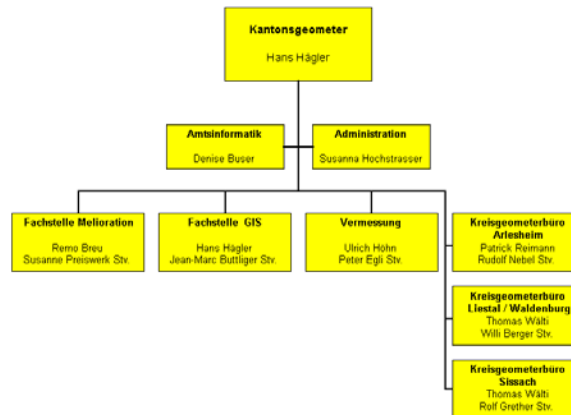 Kantonsgeometer
Hans Hägler
Amtsinformatik
Denise Buser
Administration
Susanna Hochstrasser
Fachstelle Melioration
Remo Breu
Susanne Preiswerk Stv.
Fachstelle GIS
Hans Hägler
Jean-Marc Buttliger Stv.
Vermessung
Ulrich Höhn
Peter Egli Stv.
Kreisgeometerbüro
Arlesheim
Patrick Reimann
Rudolf Nebel Stv.
Kreisgeometerbüro
Liestal / Waldenburg
Thomas Wälti
Willi Berger Stv.
Kreisgeometerbüro
Sissach
Thomas Wälti
Rolf Grether Stv.